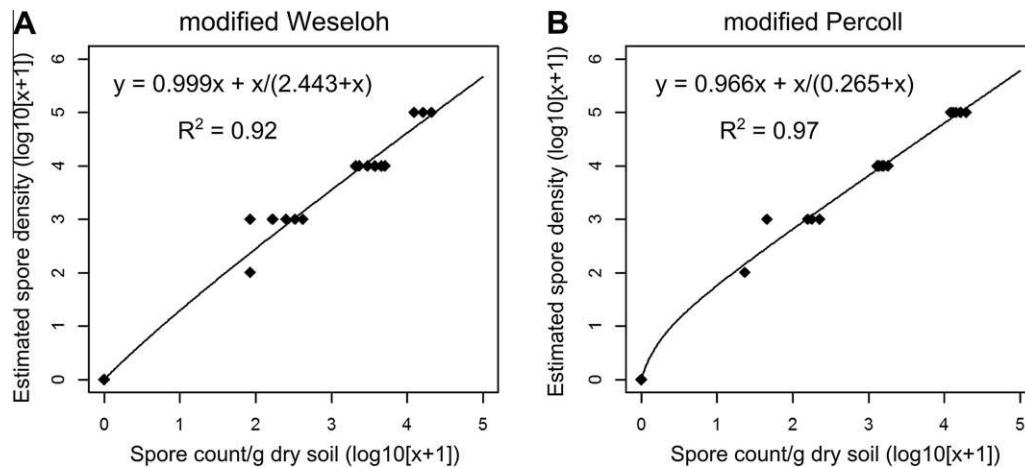 A modified Weseloh
Estimated spore density (log10[x+1])
6
5
4
3
2
1
0
y = 0.999x + x/(2.443+x)
R² = 0.92
0 1 2 3 4 5
Spore count/g dry soil (log10[x+1])
B modified Percoll
Estimated spore density (log10[x+1])
6
5
4
3
2
1
0
y = 0.966x + x/(0.265+x)
R² = 0.97
0 1 2 3 4 5
Spore count/g dry soil (log10[x+1])